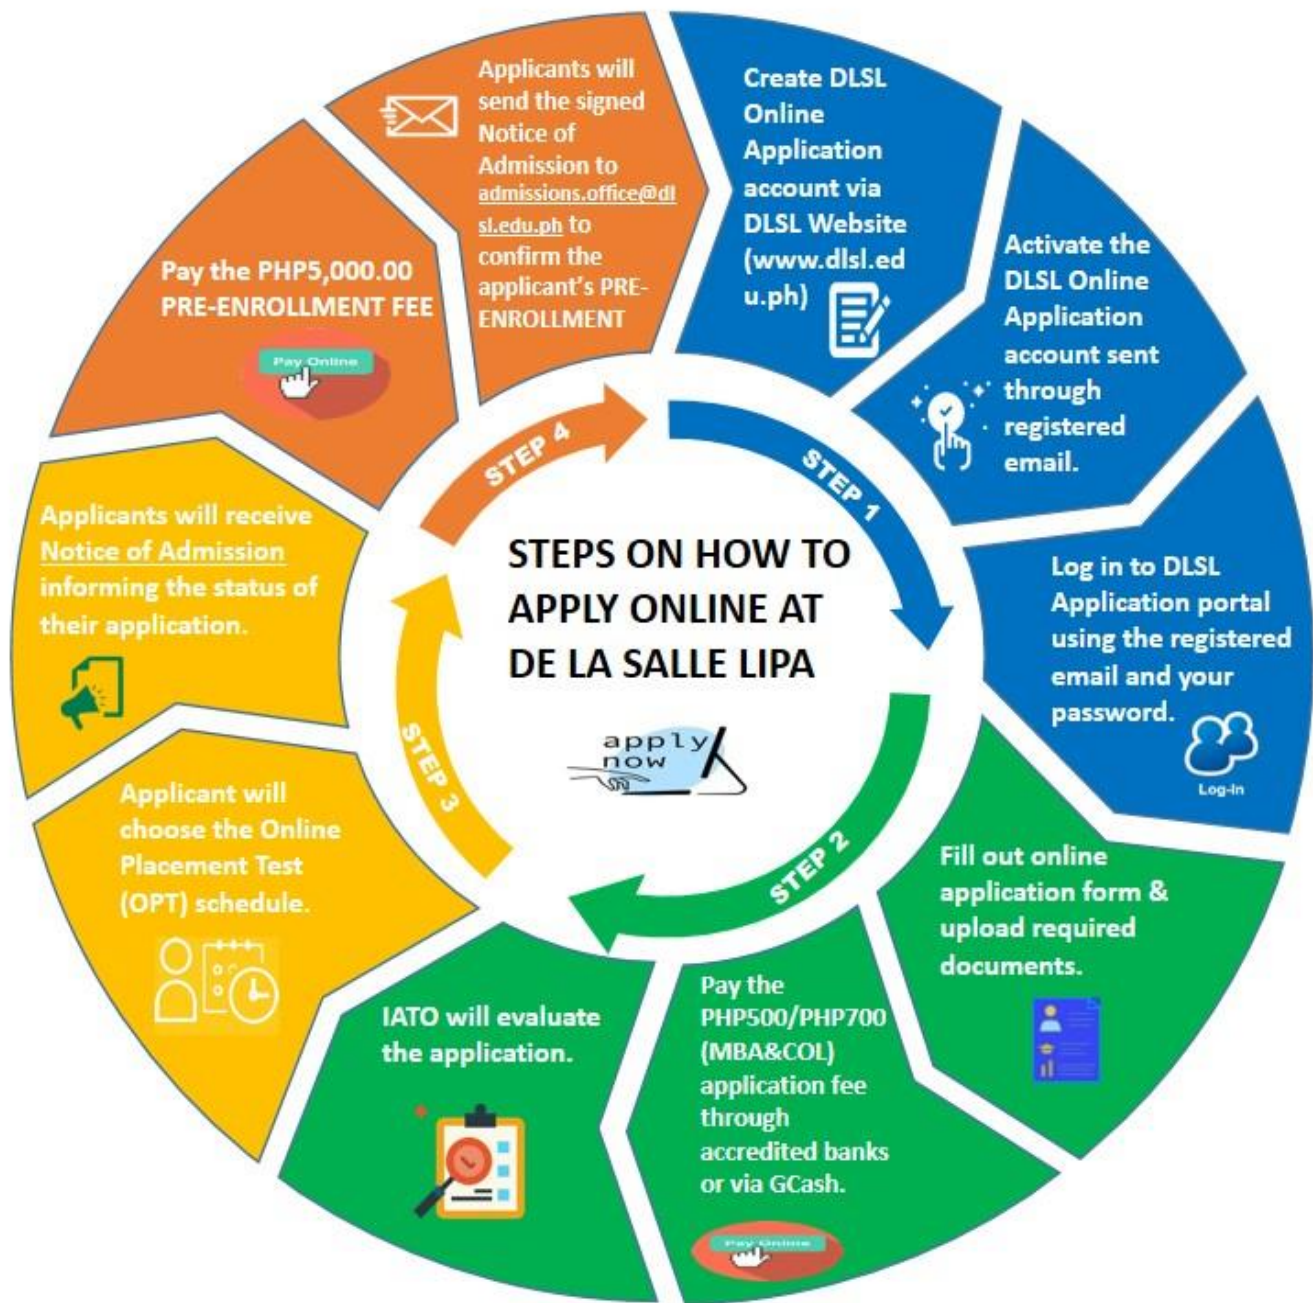 Create DLSL
Online
Application
account via
DLSL Website
(www.dlsl.ed
u.ph)
Activate the
DLSL Online
Application
account sent
through
registered
email.
Log in to DLSL
Application portal
using the registered
email and your
password.
Log-In
Fill out online
application form &
upload required
documents.
Pay the
PHP500/PHP700
(MBA&COL)
application fee
through
accredited banks
or via GCash.
Pay Online
IATO will evaluate
the application.
Applicant will
choose the Online
Placement Test
(OPT) schedule.
Applicants will receive
Notice of Admission
informing the status of
their application.
Pay the PHP5,000.00
PRE-ENROLLMENT FEE
Pay Online
Applicants will
send the signed
Notice of
Admission to
admissions.office@dl
sl.edu.ph to
confirm the
applicant's PRE-
ENROLLMENT
STEP 1
STEP 2
STEP 3
STEP 4
STEPS ON HOW TO
APPLY ONLINE AT
DE LA SALLE LIPA
apply
now